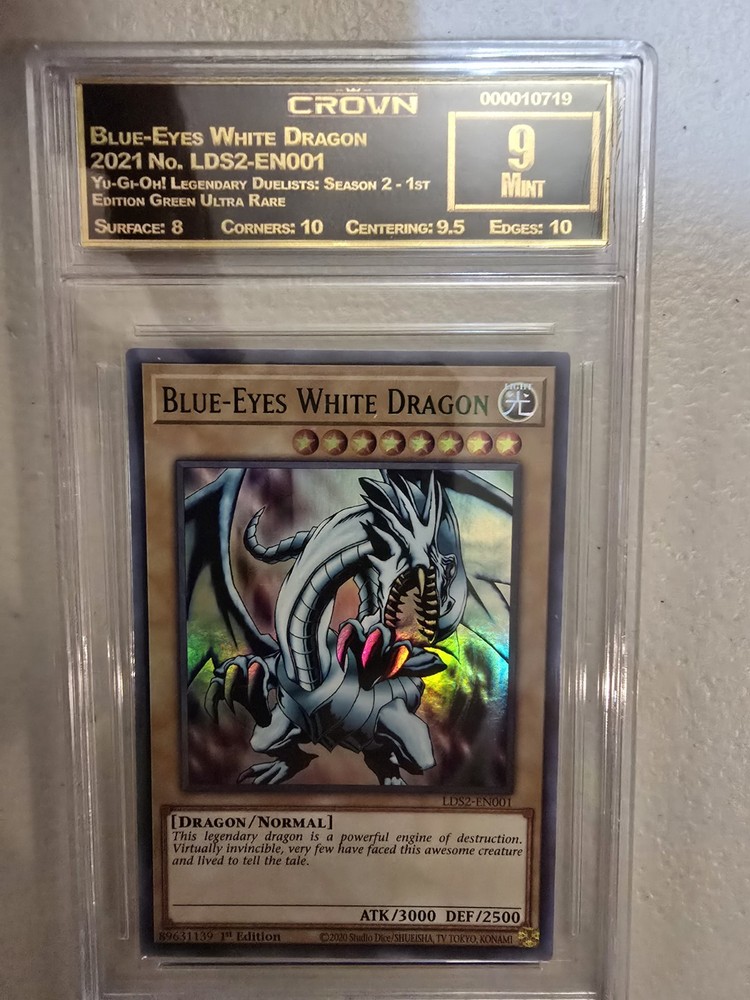 CROWN
000010719
BLUE-EYES WHITE DRAGON
2021 NO. LDS2-EN001
YU-GI-OH! LEGENDARY DUELISTS: SEASON 2 - 1ST
EDITION GREEN ULTRA RARE
9
MINT
SURFACE: 8 CORNERS: 10 CENTERING: 9.5 EDGES: 10
BLUE-EYES WHITE DRAGON
LIGHT
光
LDS2-EN001
[DRAGON/NORMAL]
This legendary dragon is a powerful engine of destruction.
Virtually invincible, very few have faced this awesome creature
and lived to tell the tale.
ATK/3000 DEF/2500
89631139 1st Edition ©2020 Studio Dice/SHUEISHA, TV TOKYO, KONAMI